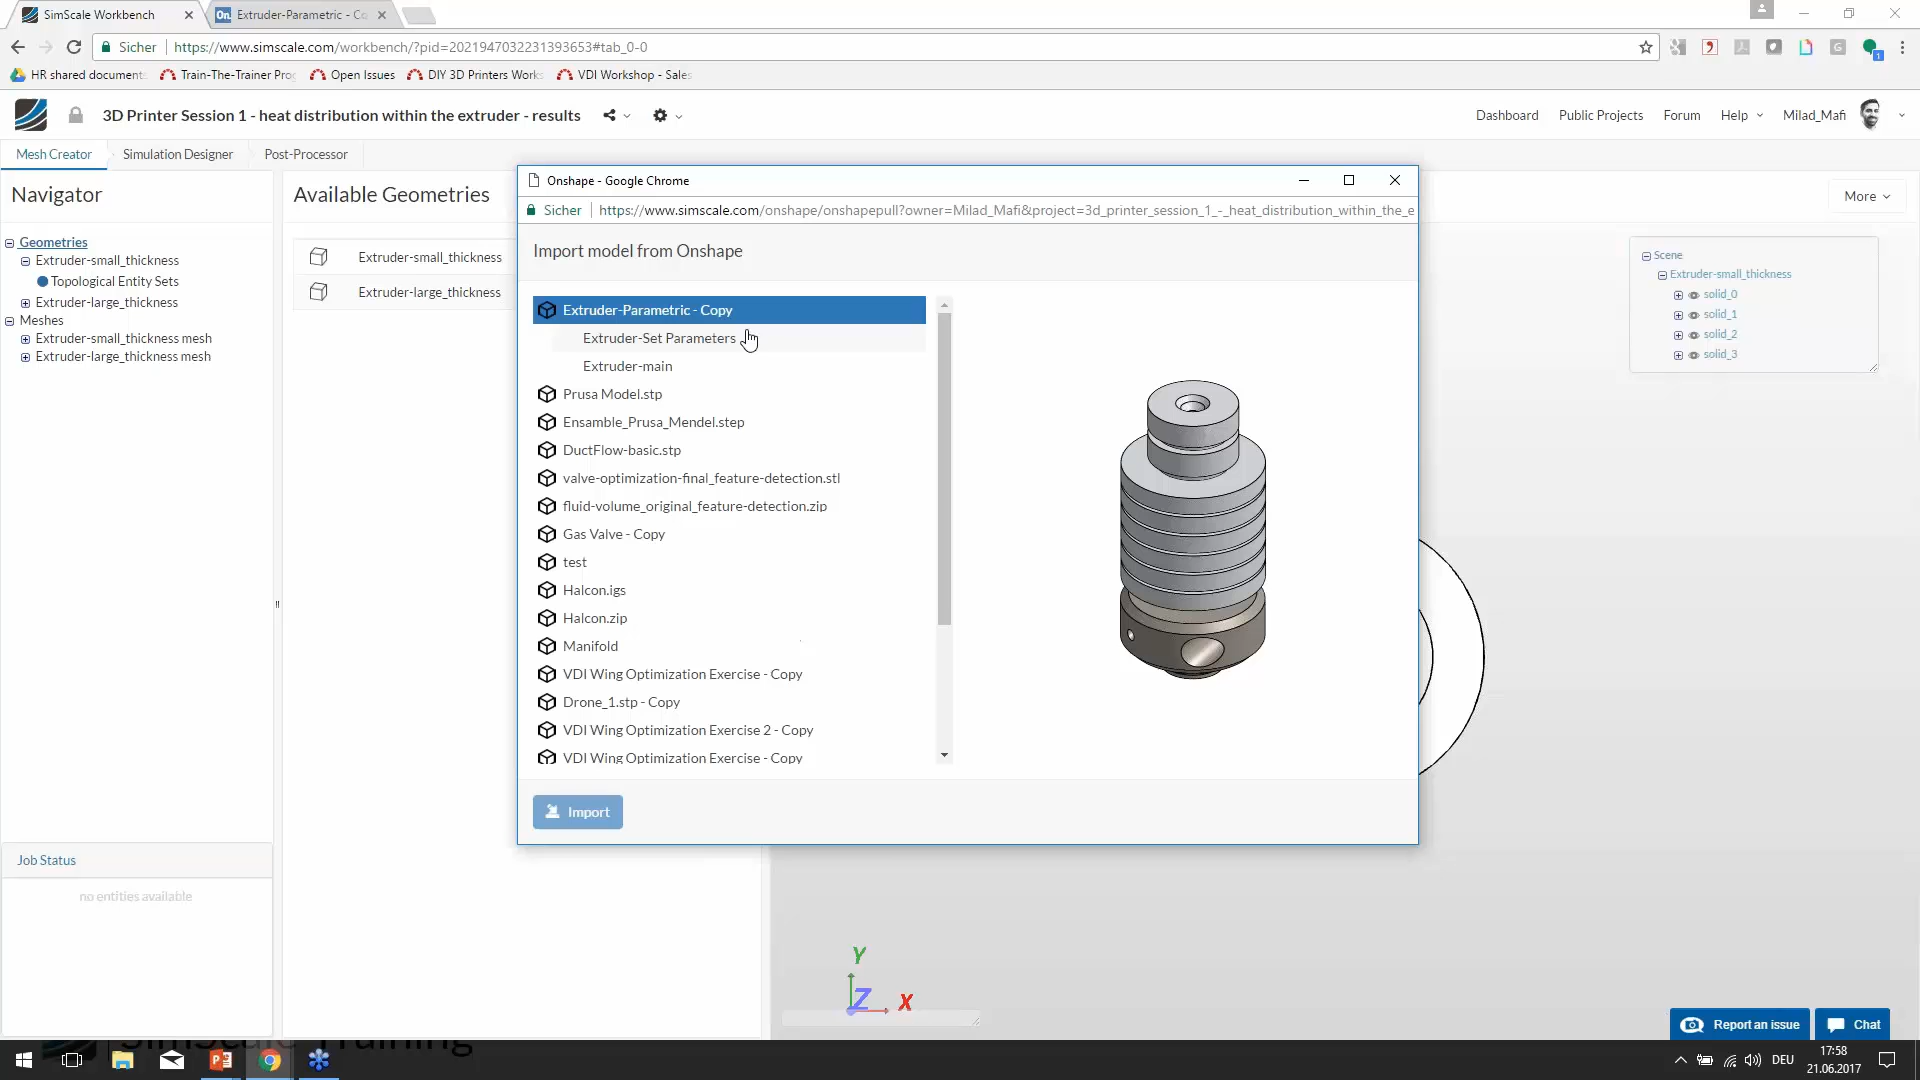 SimScale Workbench
On Extruder-Parametric - Co
Sicher https://www.simscale.com/workbench/?pid=2021947032231393653#tab_0-0
HR shared document
Train-The-Trainer Prog
Open Issues
DIY 3D Printers Works
VDI Workshop - Sales
3D Printer Session 1 - heat distribution within the extruder - results
Dashboard
Public Projects
Forum
Help
Milad_Mafi
Mesh Creator
Simulation Designer
Post-Processor
Navigator
Geometries
Extruder-small_thickness
Topological Entity Sets
Extruder-large_thickness
Meshes
Extruder-small_thickness mesh
Extruder-large_thickness mesh
Job Status
no entities available
Available Geometries
Extruder-small_thickness
Extruder-large_thickness
Onshape - Google Chrome
Sicher https://www.simscale.com/onshape/onshapepull?owner=Milad_Mafi&project=3d_printer_session_1_-_heat_distribution_within_the_e
Import model from Onshape
Extruder-Parametric - Copy
Extruder-Set Parameters
Extruder-main
Prusa Model.stp
Ensamble_Prusa_Mendel.step
DuctFlow-basic.stp
valve-optimization-final_feature-detection.stl
fluid-volume_original_feature-detection.zip
Gas Valve - Copy
test
Halcon.igs
Halcon.zip
Manifold
VDI Wing Optimization Exercise - Copy
Drone_1.stp - Copy
VDI Wing Optimization Exercise 2 - Copy
VDI Wing Optimization Exercise - Copy
Import
More
Scene
Extruder-small_thickness
solid_0
solid_1
solid_2
solid_3
Y
Z X
Report an issue
Chat
SimScale Training
DEU
17:58
21.06.2017